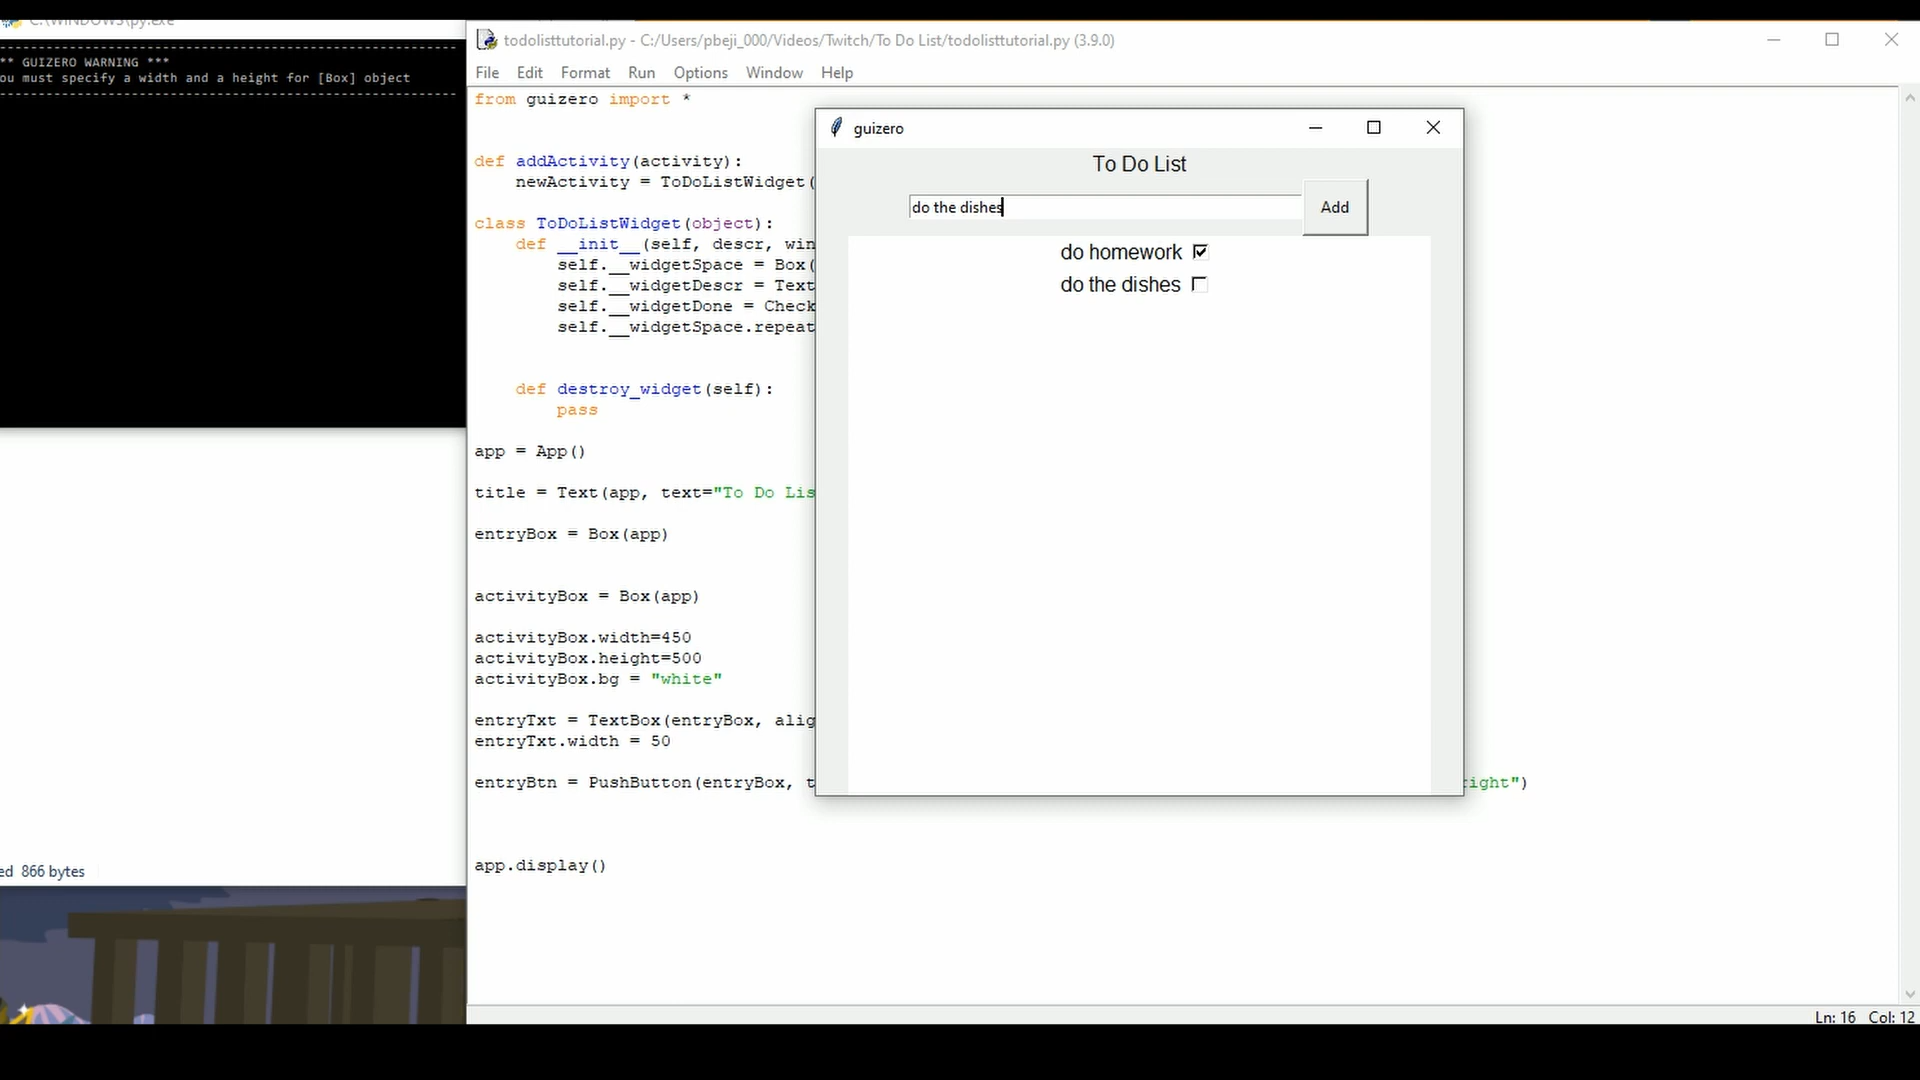 C:\WINDOWS\py.exe
** GUIZERO WARNING ***
ou must specify a width and a height for [Box] object
ed 866 bytes
todolisttutorial.py - C:/Users/pbeji_000/Videos/Twitch/To Do List/todolisttutorial.py (3.9.0)
File Edit Format Run Options Window Help
from guizero import *
def addActivity(activity):
newActivity = ToDoListWidget(
class ToDoListWidget(object):
def __init__(self, descr, win
self.__widgetSpace = Box(
self.__widgetDescr = Text
self.__widgetDone = Check
self.__widgetSpace.repeat
def destroy_widget(self):
pass
app = App()
title = Text(app, text="To Do Lis
entryBox = Box(app)
activityBox = Box(app)
activityBox.width=450
activityBox.height=500
activityBox.bg = "white"
entryTxt = TextBox(entryBox, alig
entryTxt.width = 50
entryBtn = PushButton(entryBox, t
right")
app.display()
guizero
To Do List
do the dishes
Add
do homework
do the dishes
Ln: 16 Col: 12